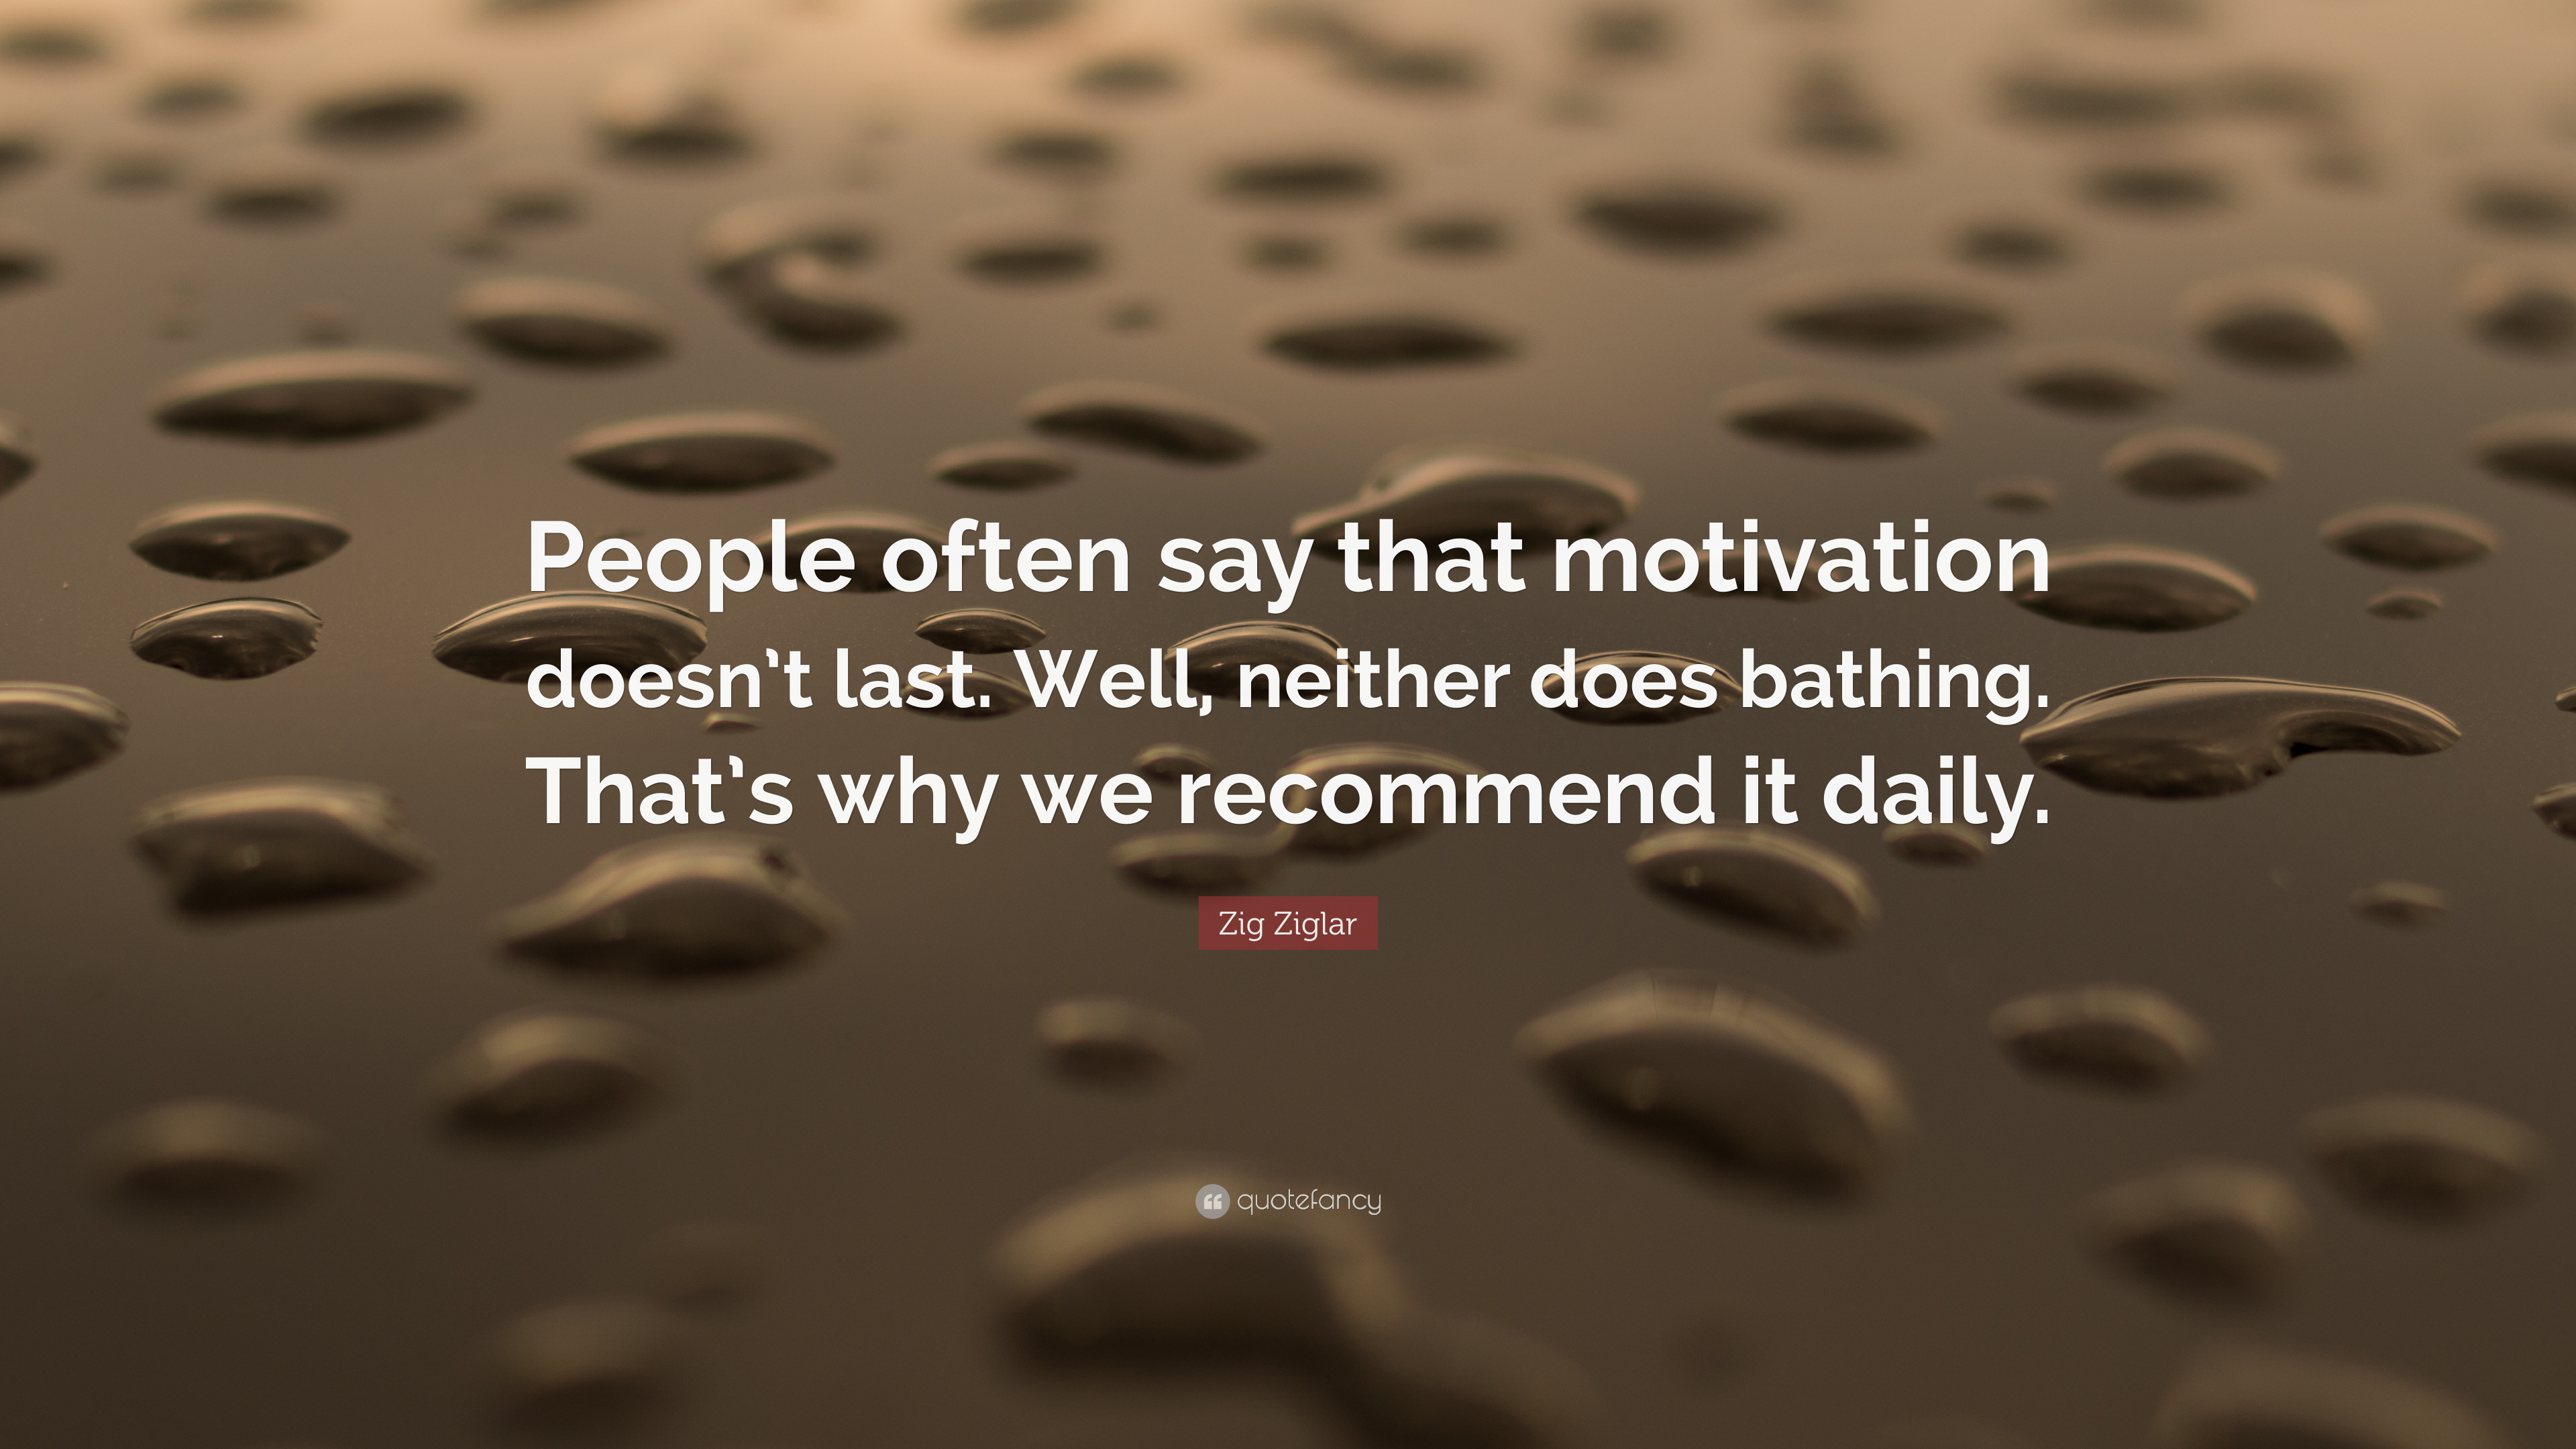 People often say that motivation
doesn’t last. Well, neither does bathing.
That’s why we recommend it daily.
Zig Ziglar
quotefancy